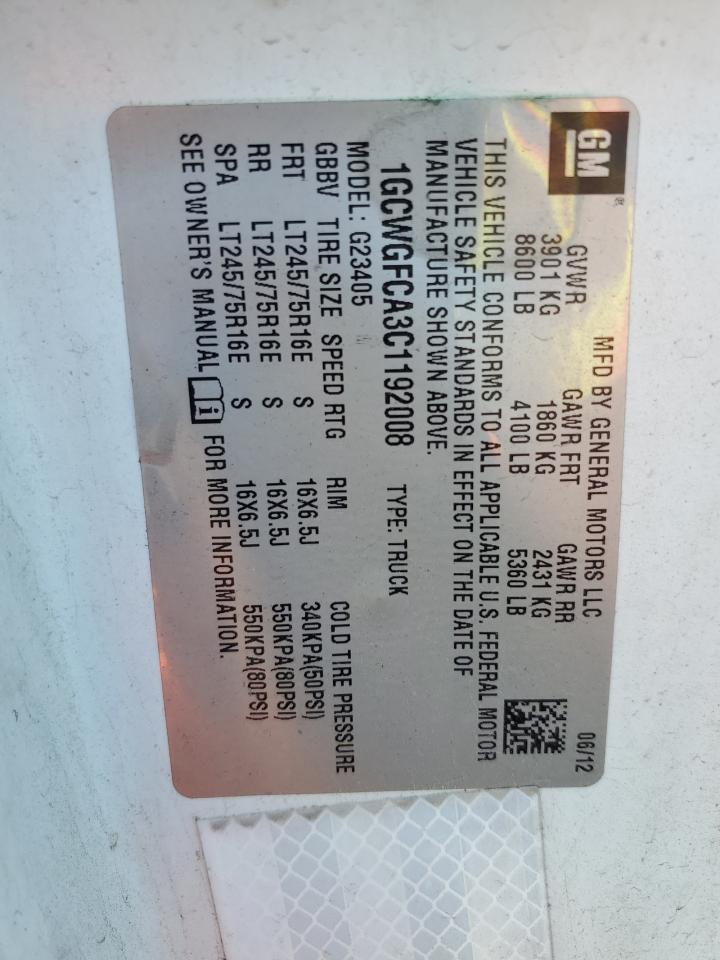 GM®
MFD BY GENERAL MOTORS LLC 06/12
GVWR GAWR FRT GAWR RR
3901 KG 1860 KG 2431 KG
8600 LB 4100 LB 5360 LB
THIS VEHICLE CONFORMS TO ALL APPLICABLE U.S. FEDERAL MOTOR
VEHICLE SAFETY STANDARDS IN EFFECT ON THE DATE OF
MANUFACTURE SHOWN ABOVE.
1GCWGFCA3C1192008 TYPE: TRUCK
MODEL: G23405
GBBV TIRE SIZE SPEED RTG RIM COLD TIRE PRESSURE
FRT LT245/75R16E S 16X6.5J 340KPA(50PSI)
RR LT245/75R16E S 16X6.5J 550KPA(80PSI)
SPA LT245/75R16E S 16X6.5J 550KPA(80PSI)
SEE OWNER'S MANUAL i FOR MORE INFORMATION.